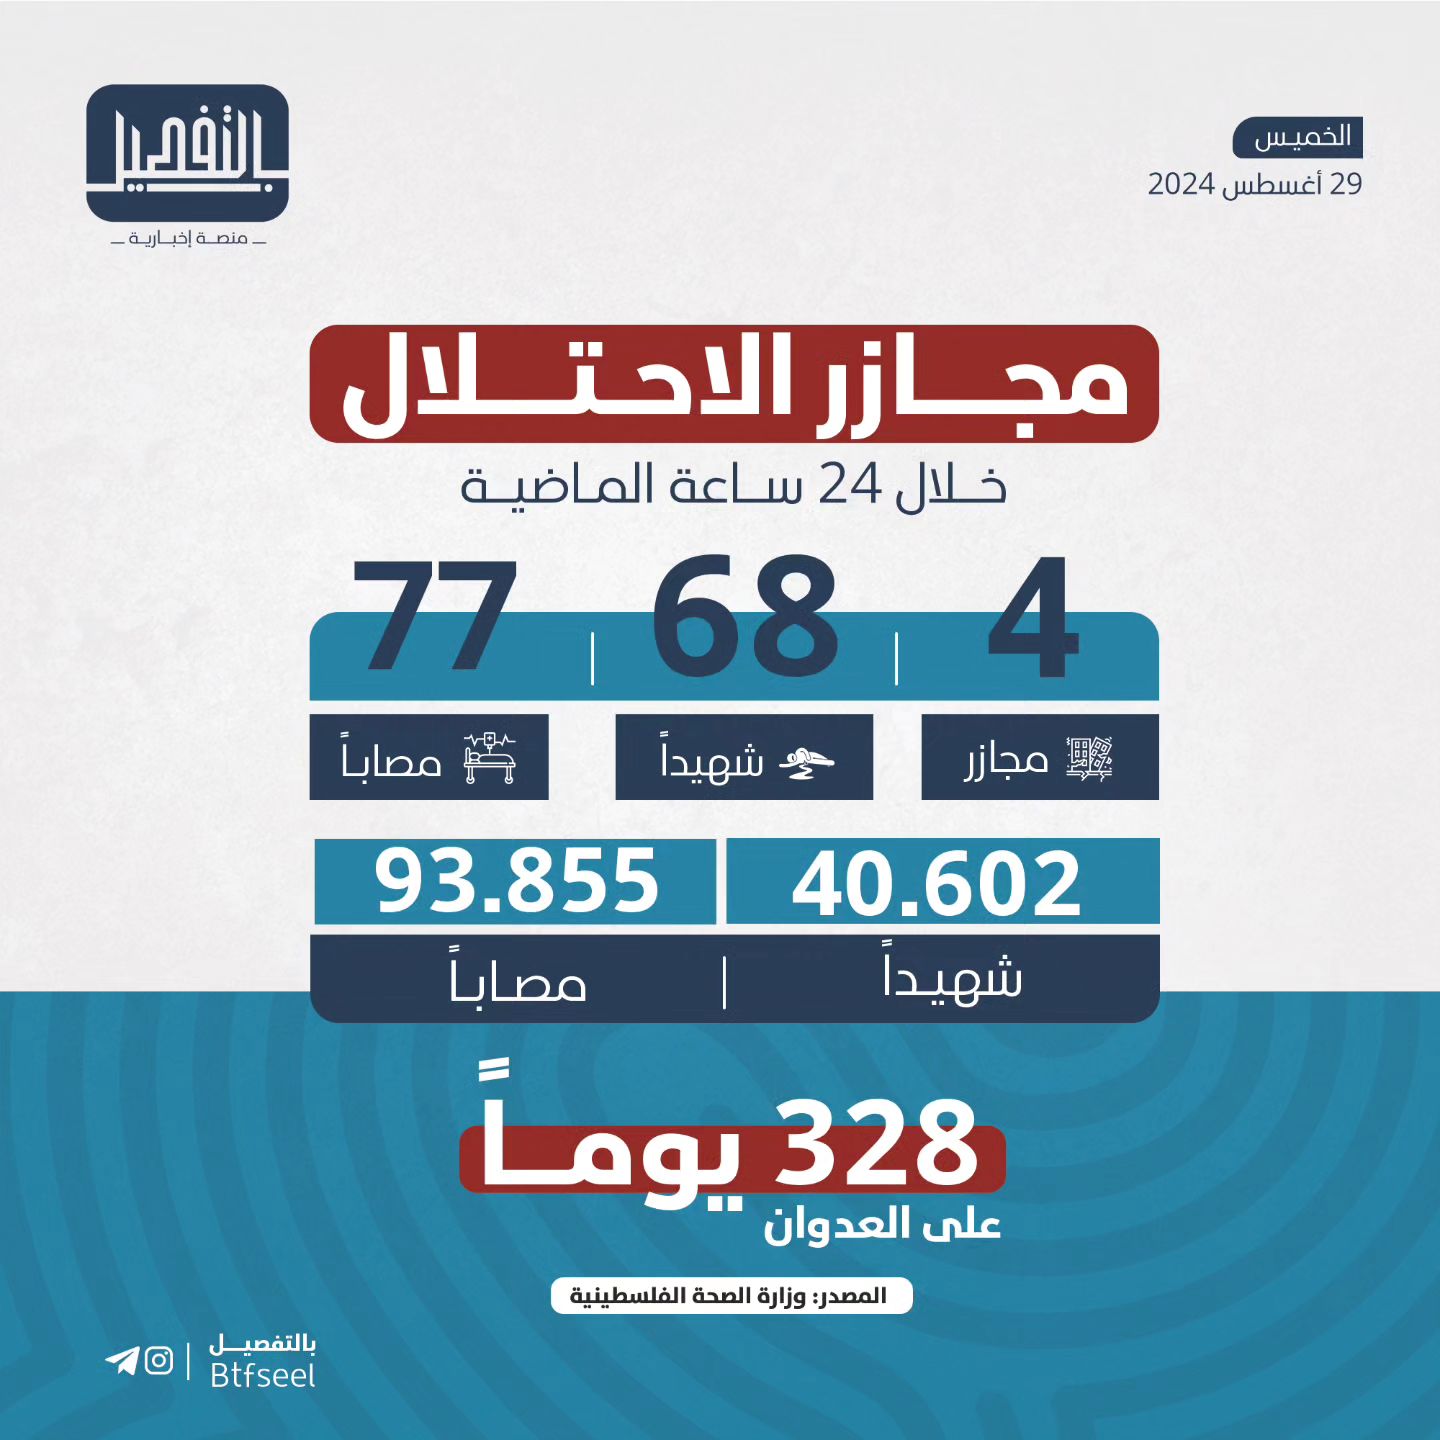 بالتفصيل
منصة إخبارية
الخميس
29 أغسطس 2024
مجازر الاحتلال
خلال 24 ساعة الماضية
4
68
77
مجازر
شهيداً
مصاباً
40.602
93.855
شهيداً
مصاباً
328 يوماً
على العدوان
المصدر: وزارة الصحة الفلسطينية
بالتفصيل
Btfseel